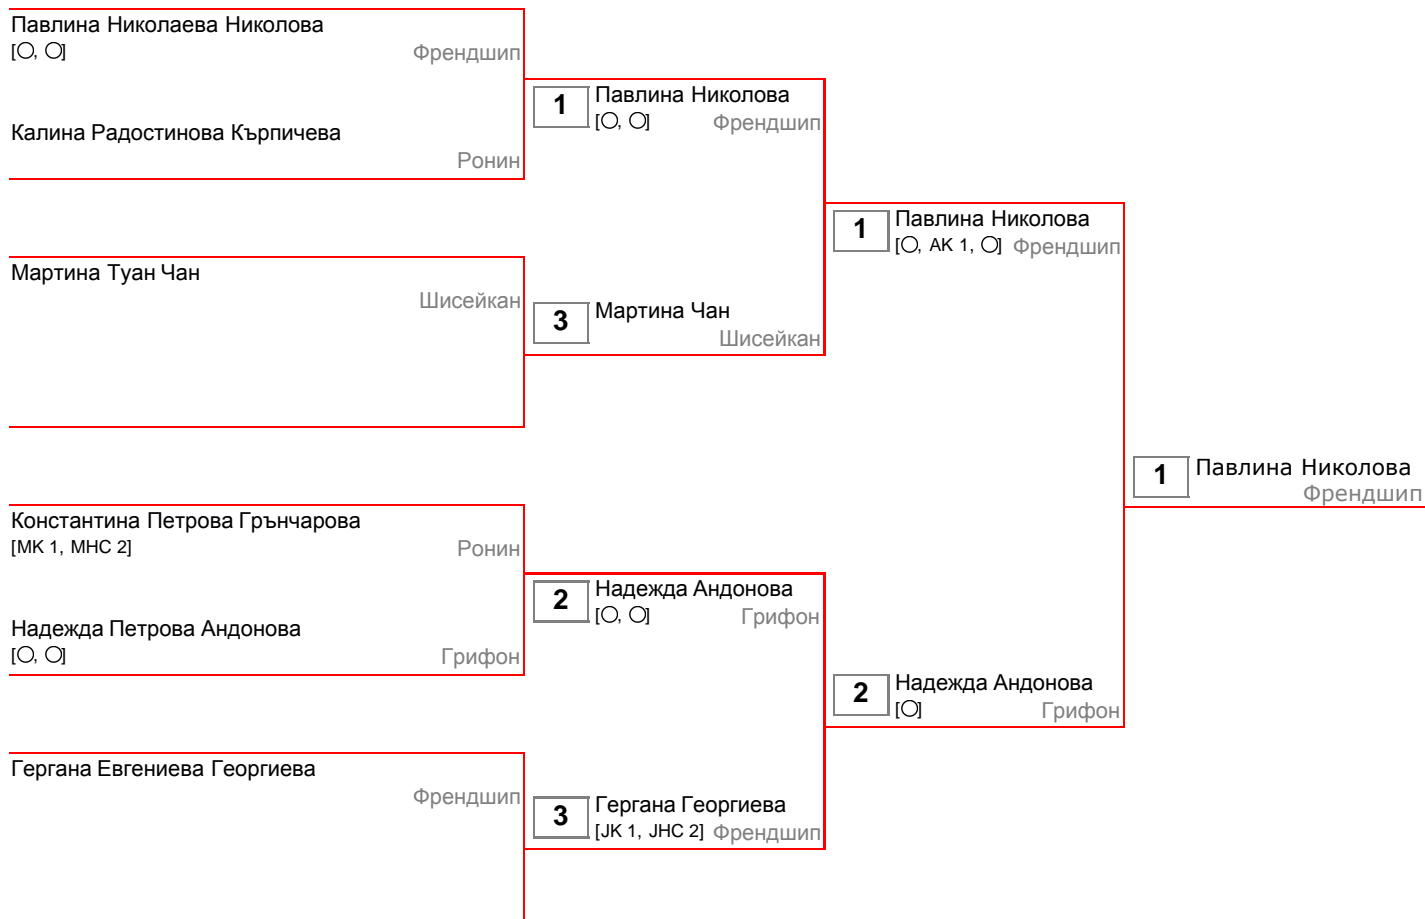 Павлина Николаева Николова
[○, ○]
Френдшип
Калина Радостинова Кърпичева
Ронин
1
Павлина Николова
[○, ○]
Френдшип
Мартина Туан Чан
Шисейкан
3
Мартина Чан
Шисейкан
1
Павлина Николова
[○, AK 1, ○] Френдшип
Константина Петрова Грънчарова
[MK 1, MHC 2]
Ронин
Надежда Петрова Андонова
[○, ○]
Грифон
2
Надежда Андонова
[○, ○]
Грифон
Гергана Евгениева Георгиева
Френдшип
3
Гергана Георгиева
[JK 1, JHC 2] Френдшип
2
Надежда Андонова
[○]
Грифон
1
Павлина Николова
Френдшип